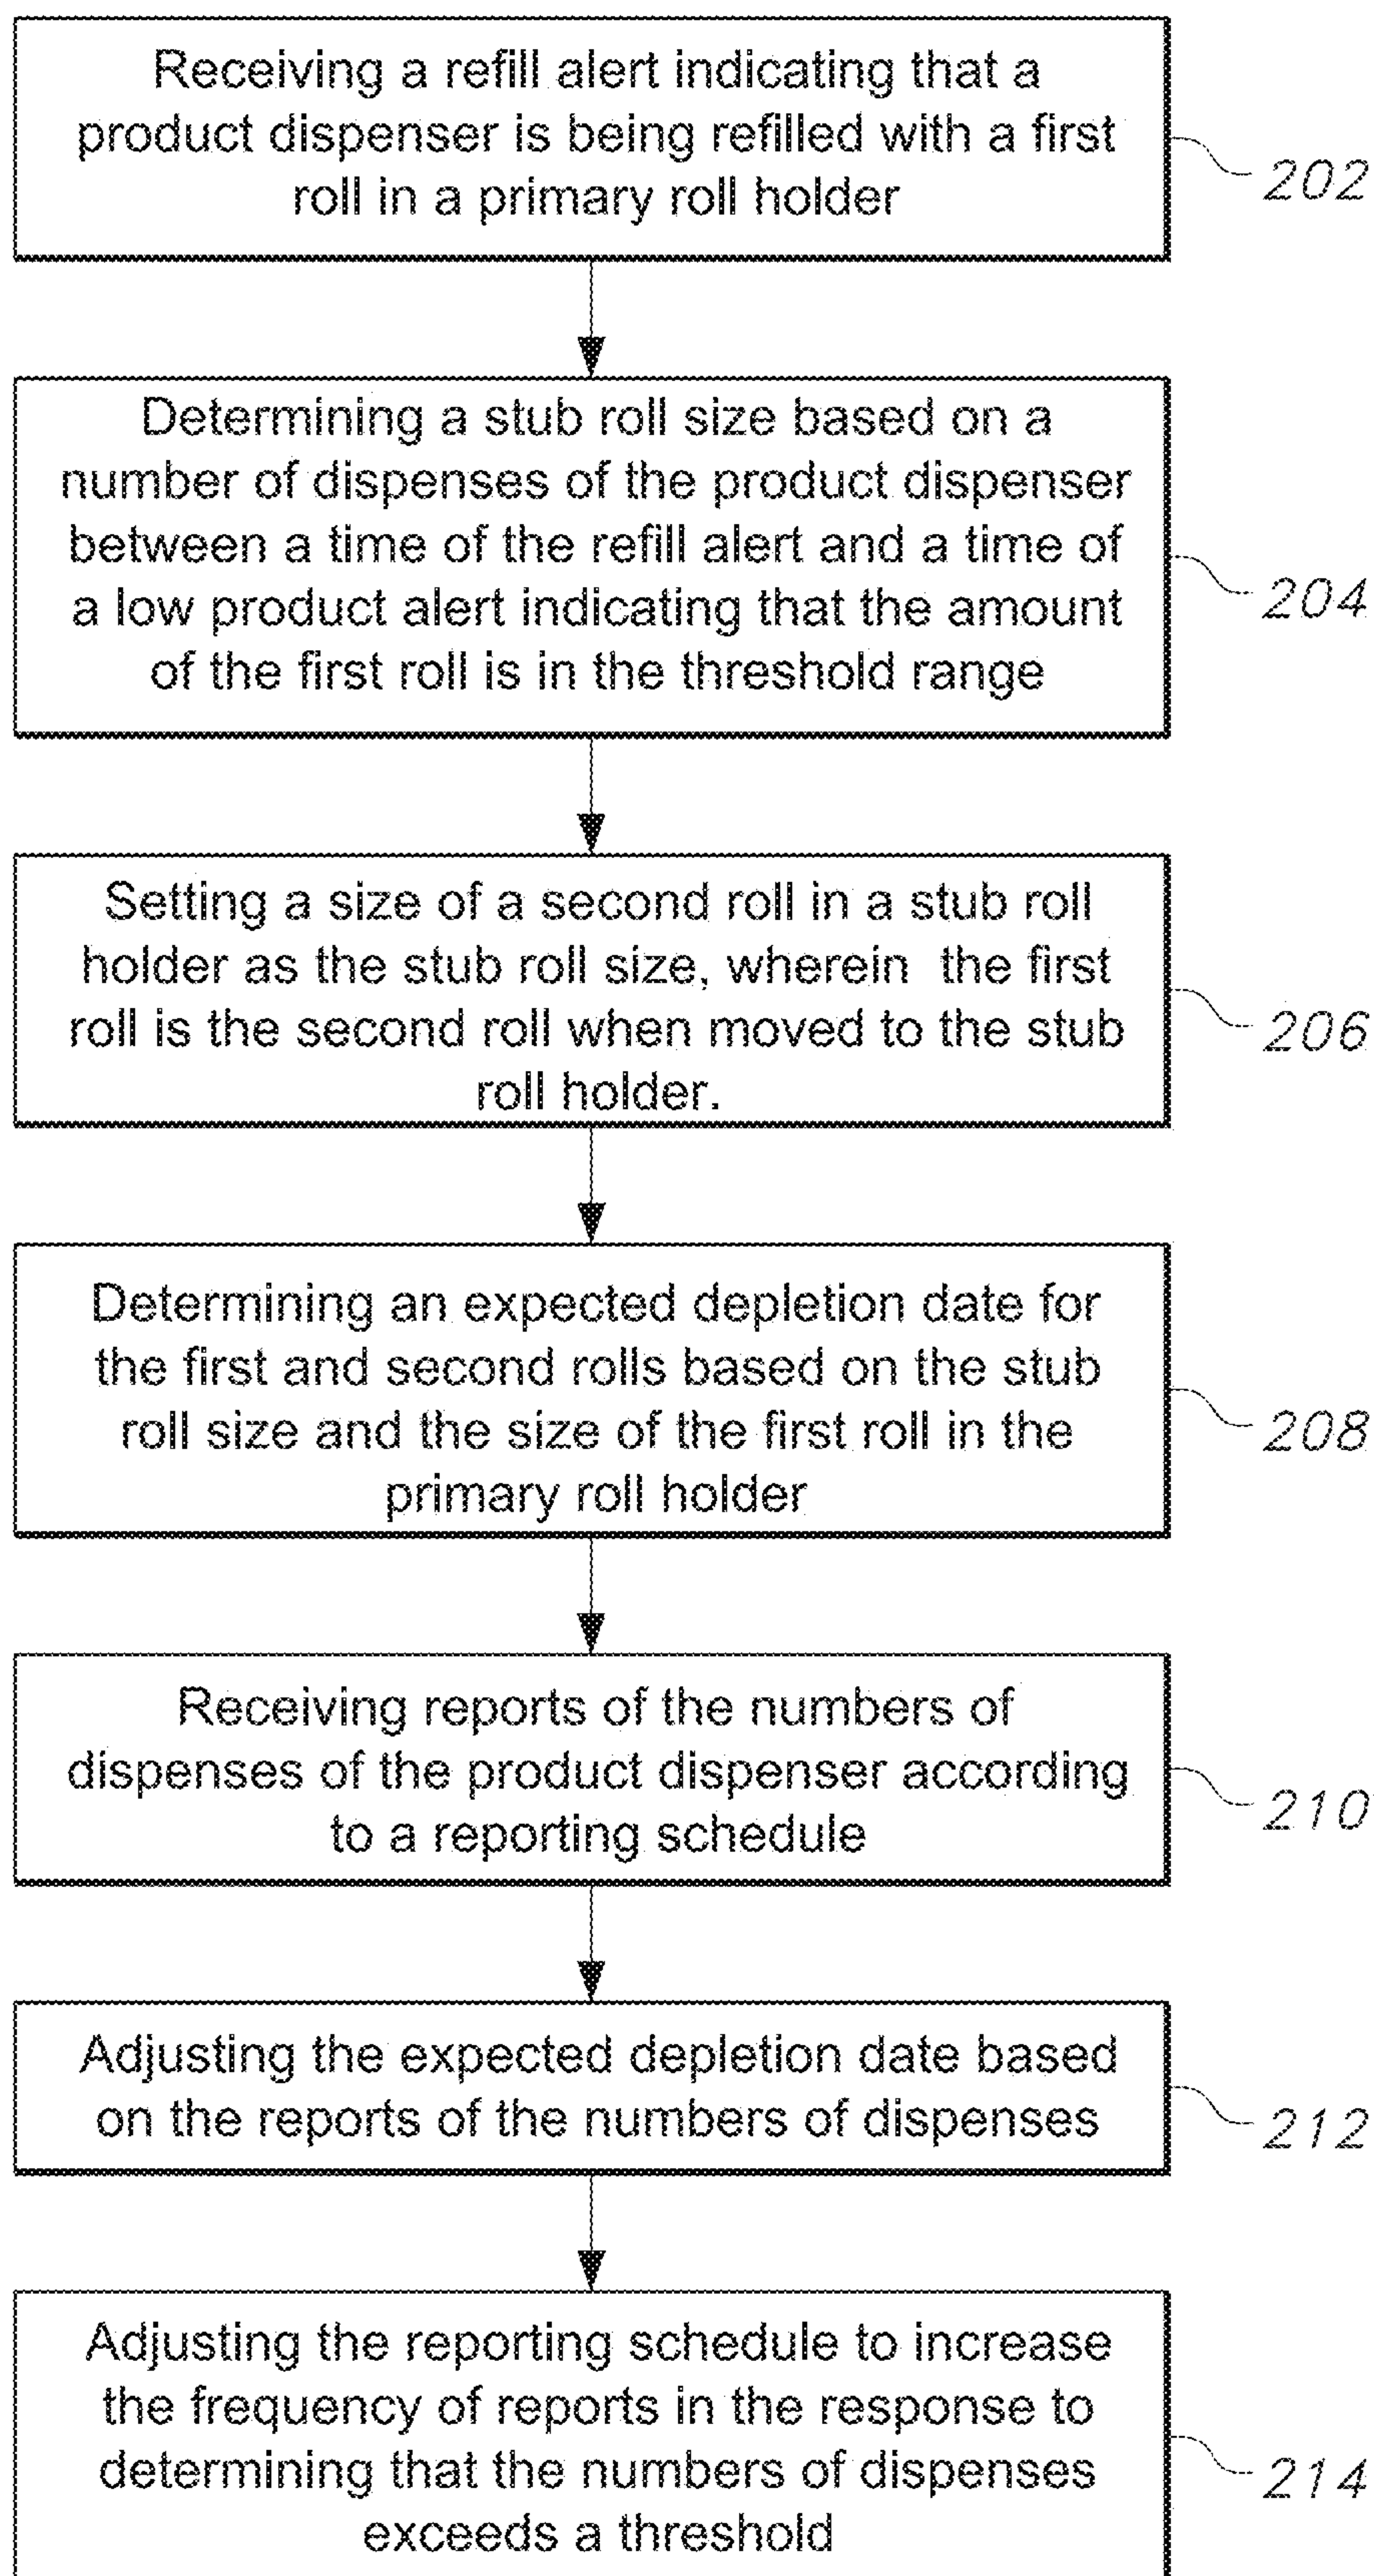 Receiving a refill alert indicating that a
product dispenser is being refilled with a first
roll in a primary roll holder
202
Determining a stub roll size based on a
number of dispenses of the product dispenser
between a time of the refill alert and a time of
a low product alert indicating that the amount
of the first roll is in the threshold range
204
Setting a size of a second roll in a stub roll
holder as the stub roll size, wherein the first
roll is the second roll when moved to the stub
roll holder.
206
Determining an expected depletion date for
the first and second rolls based on the stub
roll size and the size of the first roll in the
primary roll holder
208
Receiving reports of the numbers of
dispenses of the product dispenser according
to a reporting schedule
210
Adjusting the expected depletion date based
on the reports of the numbers of dispenses
212
Adjusting the reporting schedule to increase
the frequency of reports in the response to
determining that the numbers of dispenses
exceeds a threshold
214